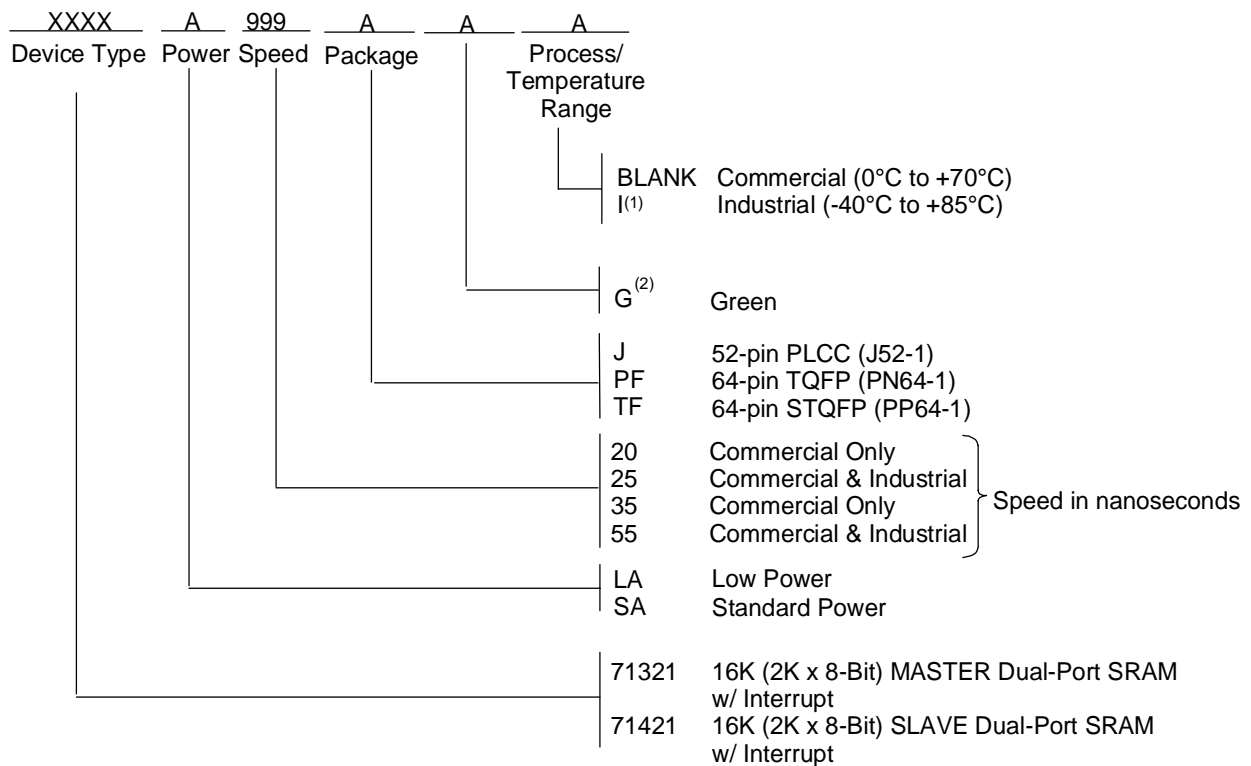 XXXX A 999 A A A
Device Type Power Speed Package Process/
Temperature
Range
BLANK Commercial (0°C to +70°C)
I(1) Industrial (-40°C to +85°C)
G(2) Green
J 52-pin PLCC (J52-1)
PF 64-pin TQFP (PN64-1)
TF 64-pin STQFP (PP64-1)
20 Commercial Only
25 Commercial & Industrial
35 Commercial Only
55 Commercial & Industrial
Speed in nanoseconds
LA Low Power
SA Standard Power
71321 16K (2K x 8-Bit) MASTER Dual-Port SRAM
w/ Interrupt
71421 16K (2K x 8-Bit) SLAVE Dual-Port SRAM
w/ Interrupt